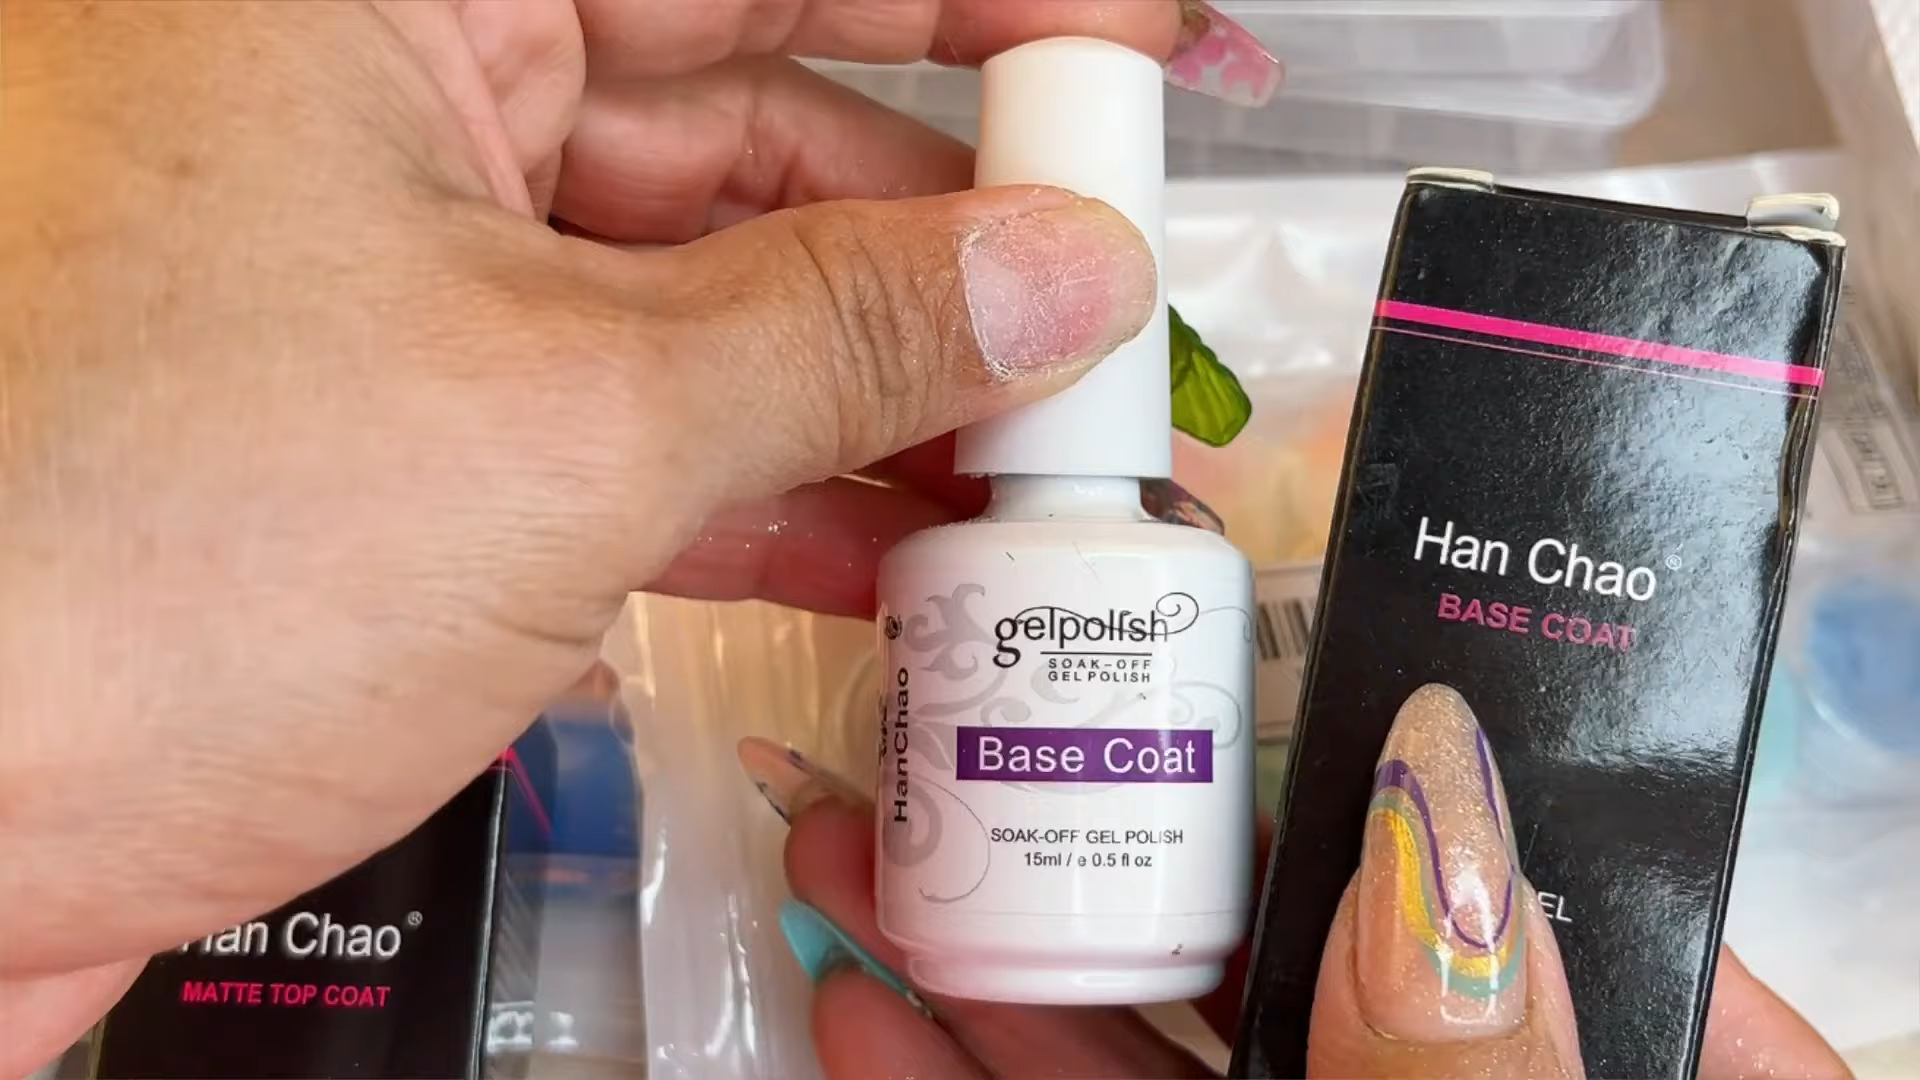 gelpolish
SOAK-OFF
GEL POLISH
HanChao
Base Coat
SOAK-OFF GEL POLISH
15ml / e 0.5 fl oz
Han Chao®
BASE COAT
EL
Han Chao®
MATTE TOP COAT